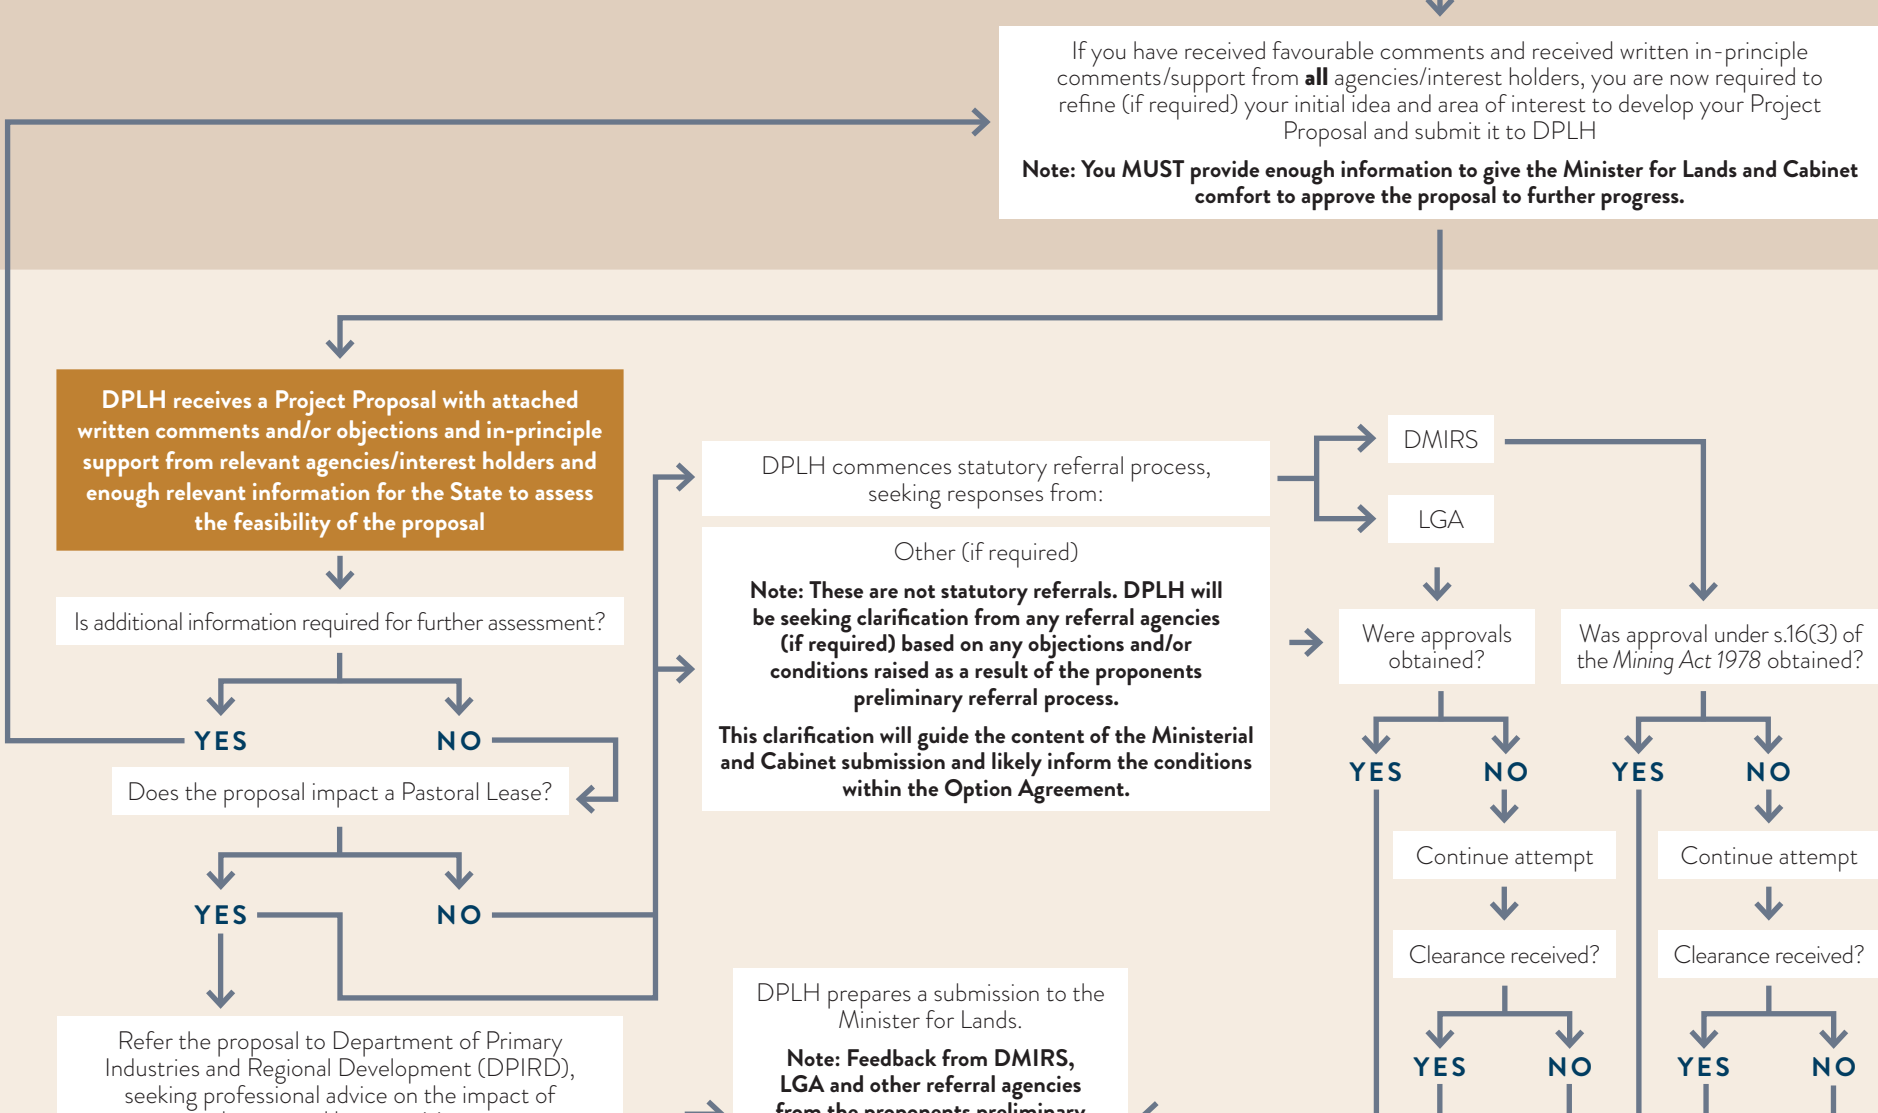 If you have received favourable comments and received written in-principle
comments/support from all agencies/interest holders, you are now required to
refine (if required) your initial idea and area of interest to develop your Project
Proposal and submit it to DPLH
Note: You MUST provide enough information to give the Minister for Lands and Cabinet
comfort to approve the proposal to further progress.
DPLH receives a Project Proposal with attached
written comments and/or objections and in-principle
support from relevant agencies/interest holders and
enough relevant information for the State to assess
the feasibility of the proposal
Is additional information required for further assessment?
YES
NO
Does the proposal impact a Pastoral Lease?
YES
NO
Refer the proposal to Department of Primary
Industries and Regional Development (DPIRD),
seeking professional advice on the impact of
DPLH commences statutory referral process,
seeking responses from:
Other (if required)
Note: These are not statutory referrals. DPLH will
be seeking clarification from any referral agencies
(if required) based on any objections and/or
conditions raised as a result of the proponents
preliminary referral process.
This clarification will guide the content of the Ministerial
and Cabinet submission and likely inform the conditions
within the Option Agreement.
DPLH prepares a submission to the
Minister for Lands.
Note: Feedback from DMIRS,
LGA and other referral agencies
from the proponents preliminary
DMIRS
LGA
Were approvals
obtained?
YES
NO
Continue attempt
Clearance received?
YES
NO
Was approval under s.16(3) of
the Mining Act 1978 obtained?
YES
NO
Continue attempt
Clearance received?
YES
NO